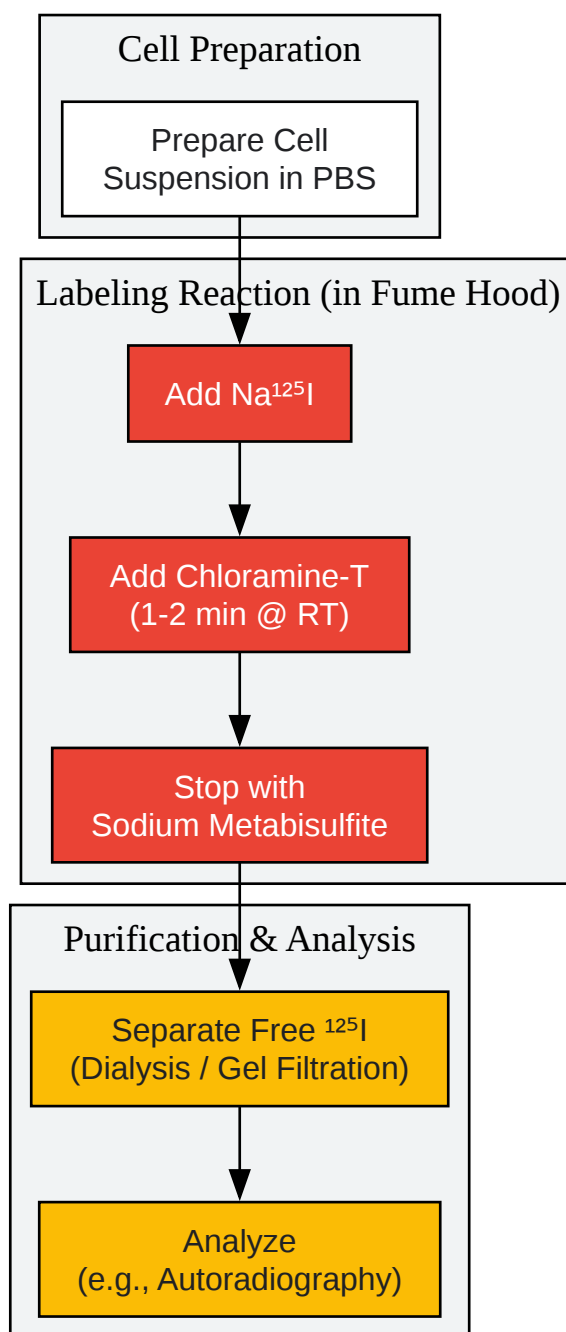 Cell Preparation
Prepare Cell
Suspension in PBS
Labeling Reaction (in Fume Hood)
Add Na¹²⁵I
Add Chloramine-T
(1-2 min @ RT)
Stop with
Sodium Metabisulfite
Purification & Analysis
Separate Free ¹²⁵I
(Dialysis / Gel Filtration)
Analyze
(e.g., Autoradiography)